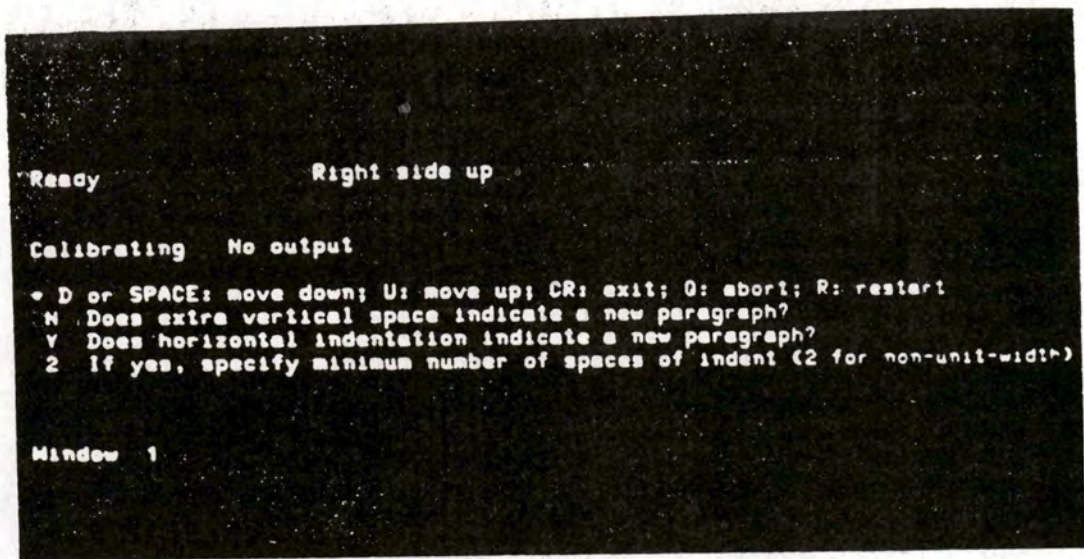 Ready Right side up
Calibrating No output
* D or SPACE: move down; U: move up; CR: exit; Q: abort; R: restart
N Does extra vertical space indicate a new paragraph?
Y Does horizontal indentation indicate a new paragraph?
2 If yes, specify minimum number of spaces of indent (2 for non-unit-width)
Window 1